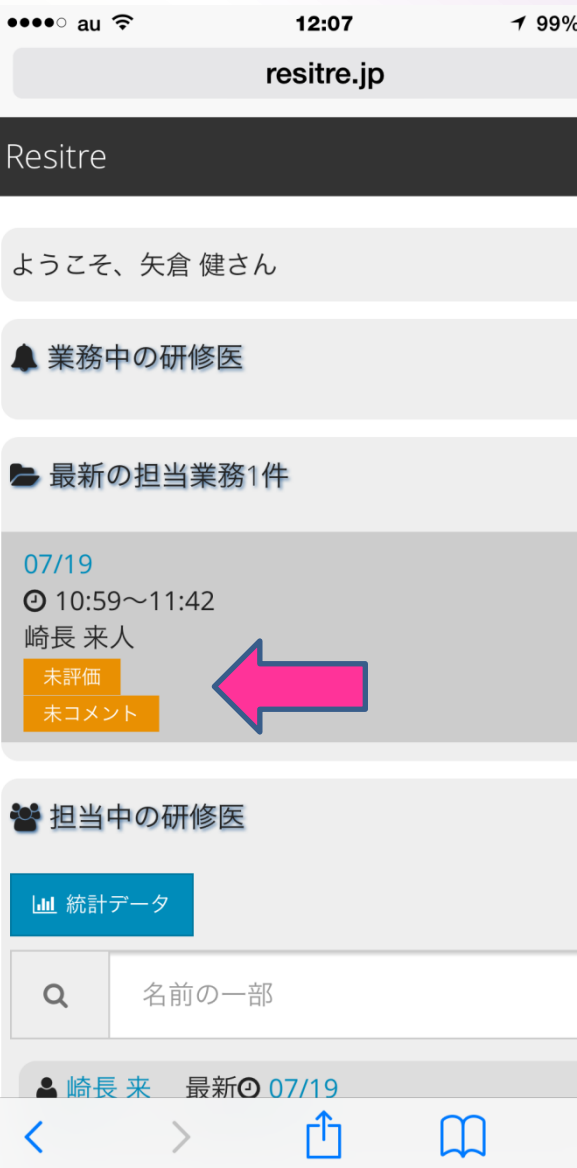 au 12:07 99%
resitre.jp
Resitre
ようこそ、矢倉 健さん
業務中の研修医
最新の担当業務1件
07/19
10:59～11:42
崎長 来人
未評価
未コメント
担当中の研修医
統計データ
名前の一部
崎長 来 最新 07/19